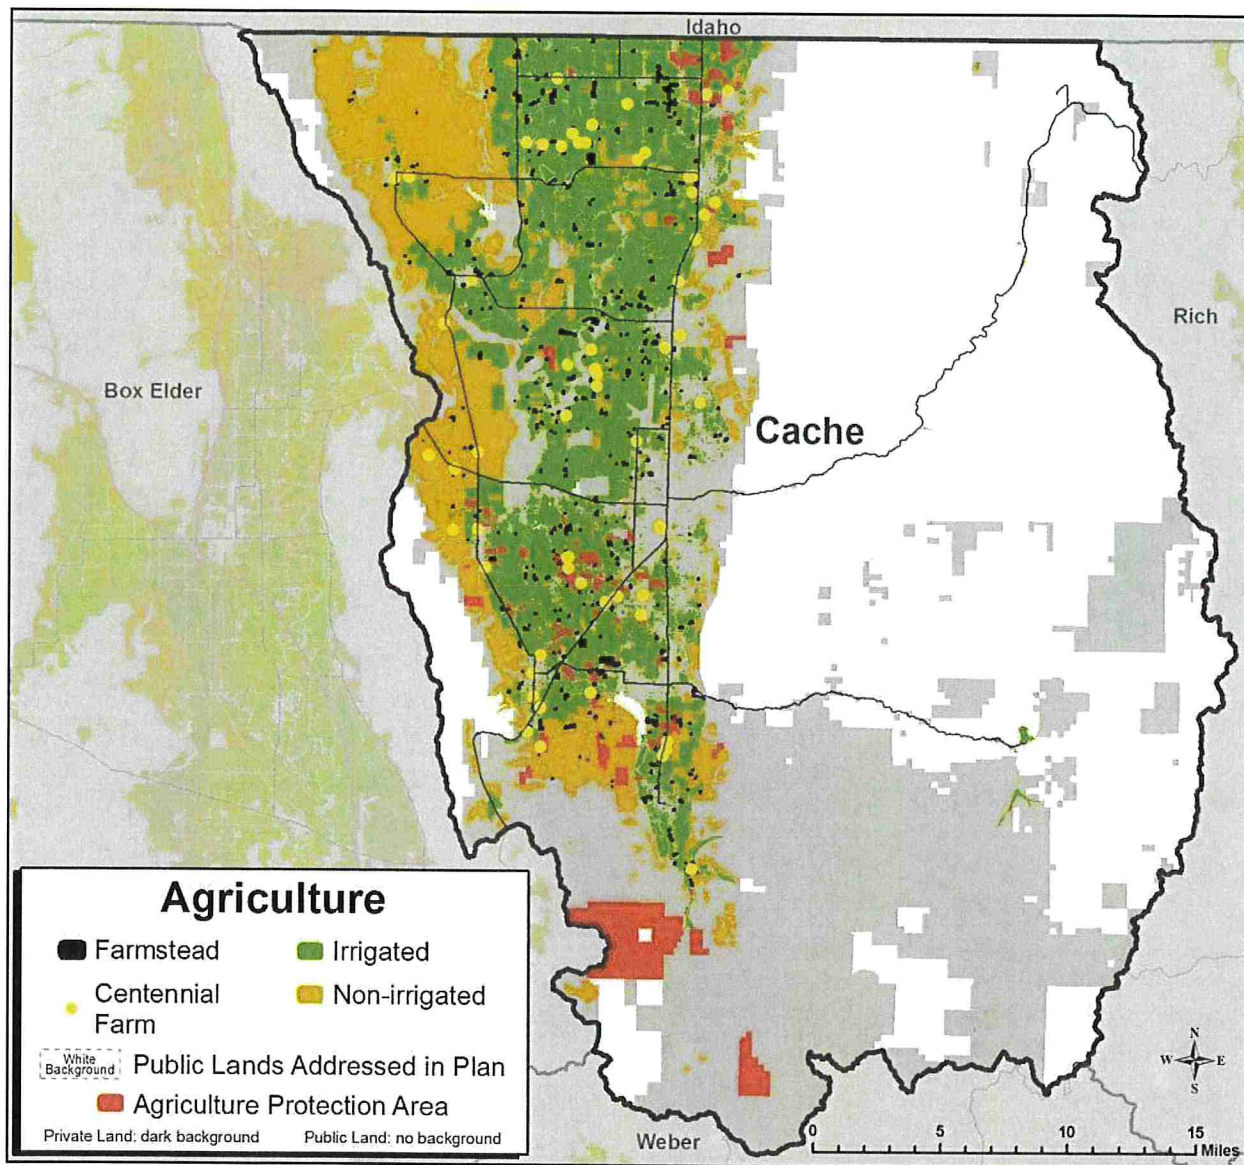 Idaho
Rich
Box Elder
Cache
Agriculture
Farmstead
Irrigated
Centennial
Farm
Non-irrigated
White
Background
Public Lands Addressed in Plan
Agriculture Protection Area
Private Land: dark background
Public Land: no background
Weber
N
W
E
S
0
5
10
15
Miles